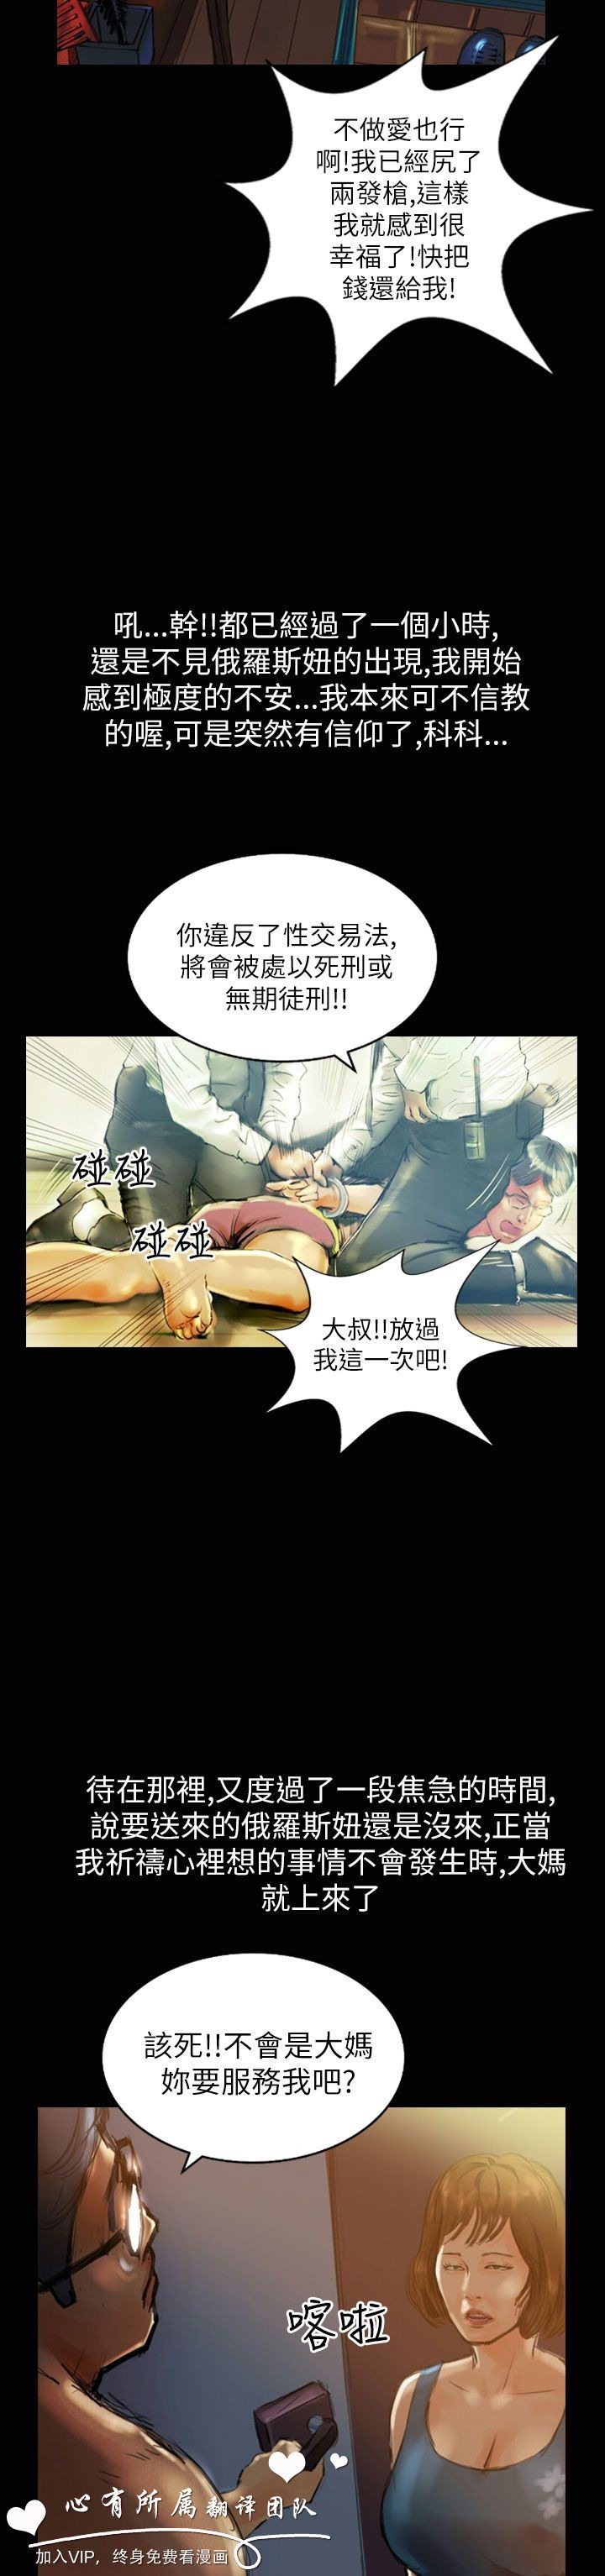 不做愛也行
啊!我已經尻了
兩發槍,這樣
我就感到很
幸福了!快把
錢還給我!
吼...幹!!都已經過了一個小時,
還是不見俄羅斯妞的出現,我開始
感到極度的不安...我本來可不信教
的喔,可是突然有信仰了,科科...
你違反了性交易法,
將會被處以死刑或
無期徒刑!!
碰碰
碰碰
大叔!!放過
我這一次吧!
待在那裡,又度過了一段焦急的時間,
說要送來的俄羅斯妞還是沒來,正當
我祈禱心裡想的事情不會發生時,大媽
就上來了
該死!!不會是大媽
妳要服務我吧?
喀啦
心有所属翻译团队
加入VIP，终身免费看漫画